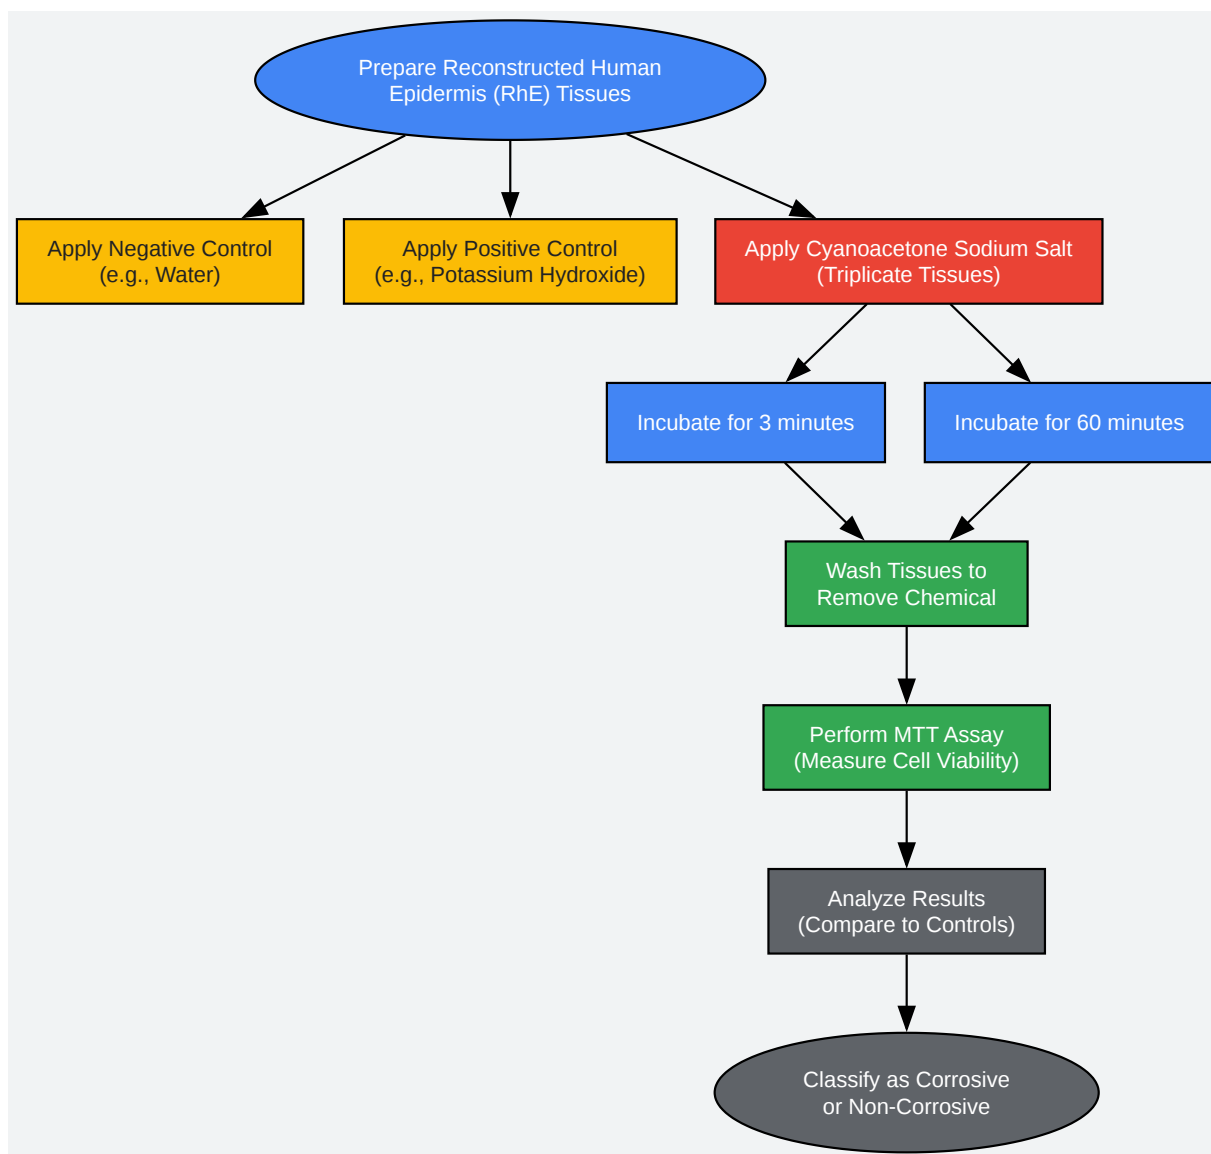 Prepare Reconstructed Human
Epidermis (RhE) Tissues
Apply Negative Control
(e.g., Water)
Apply Positive Control
(e.g., Potassium Hydroxide)
Apply Cyanoacetone Sodium Salt
(Triplicate Tissues)
Incubate for 3 minutes
Incubate for 60 minutes
Wash Tissues to
Remove Chemical
Perform MTT Assay
(Measure Cell Viability)
Analyze Results
(Compare to Controls)
Classify as Corrosive
or Non-Corrosive